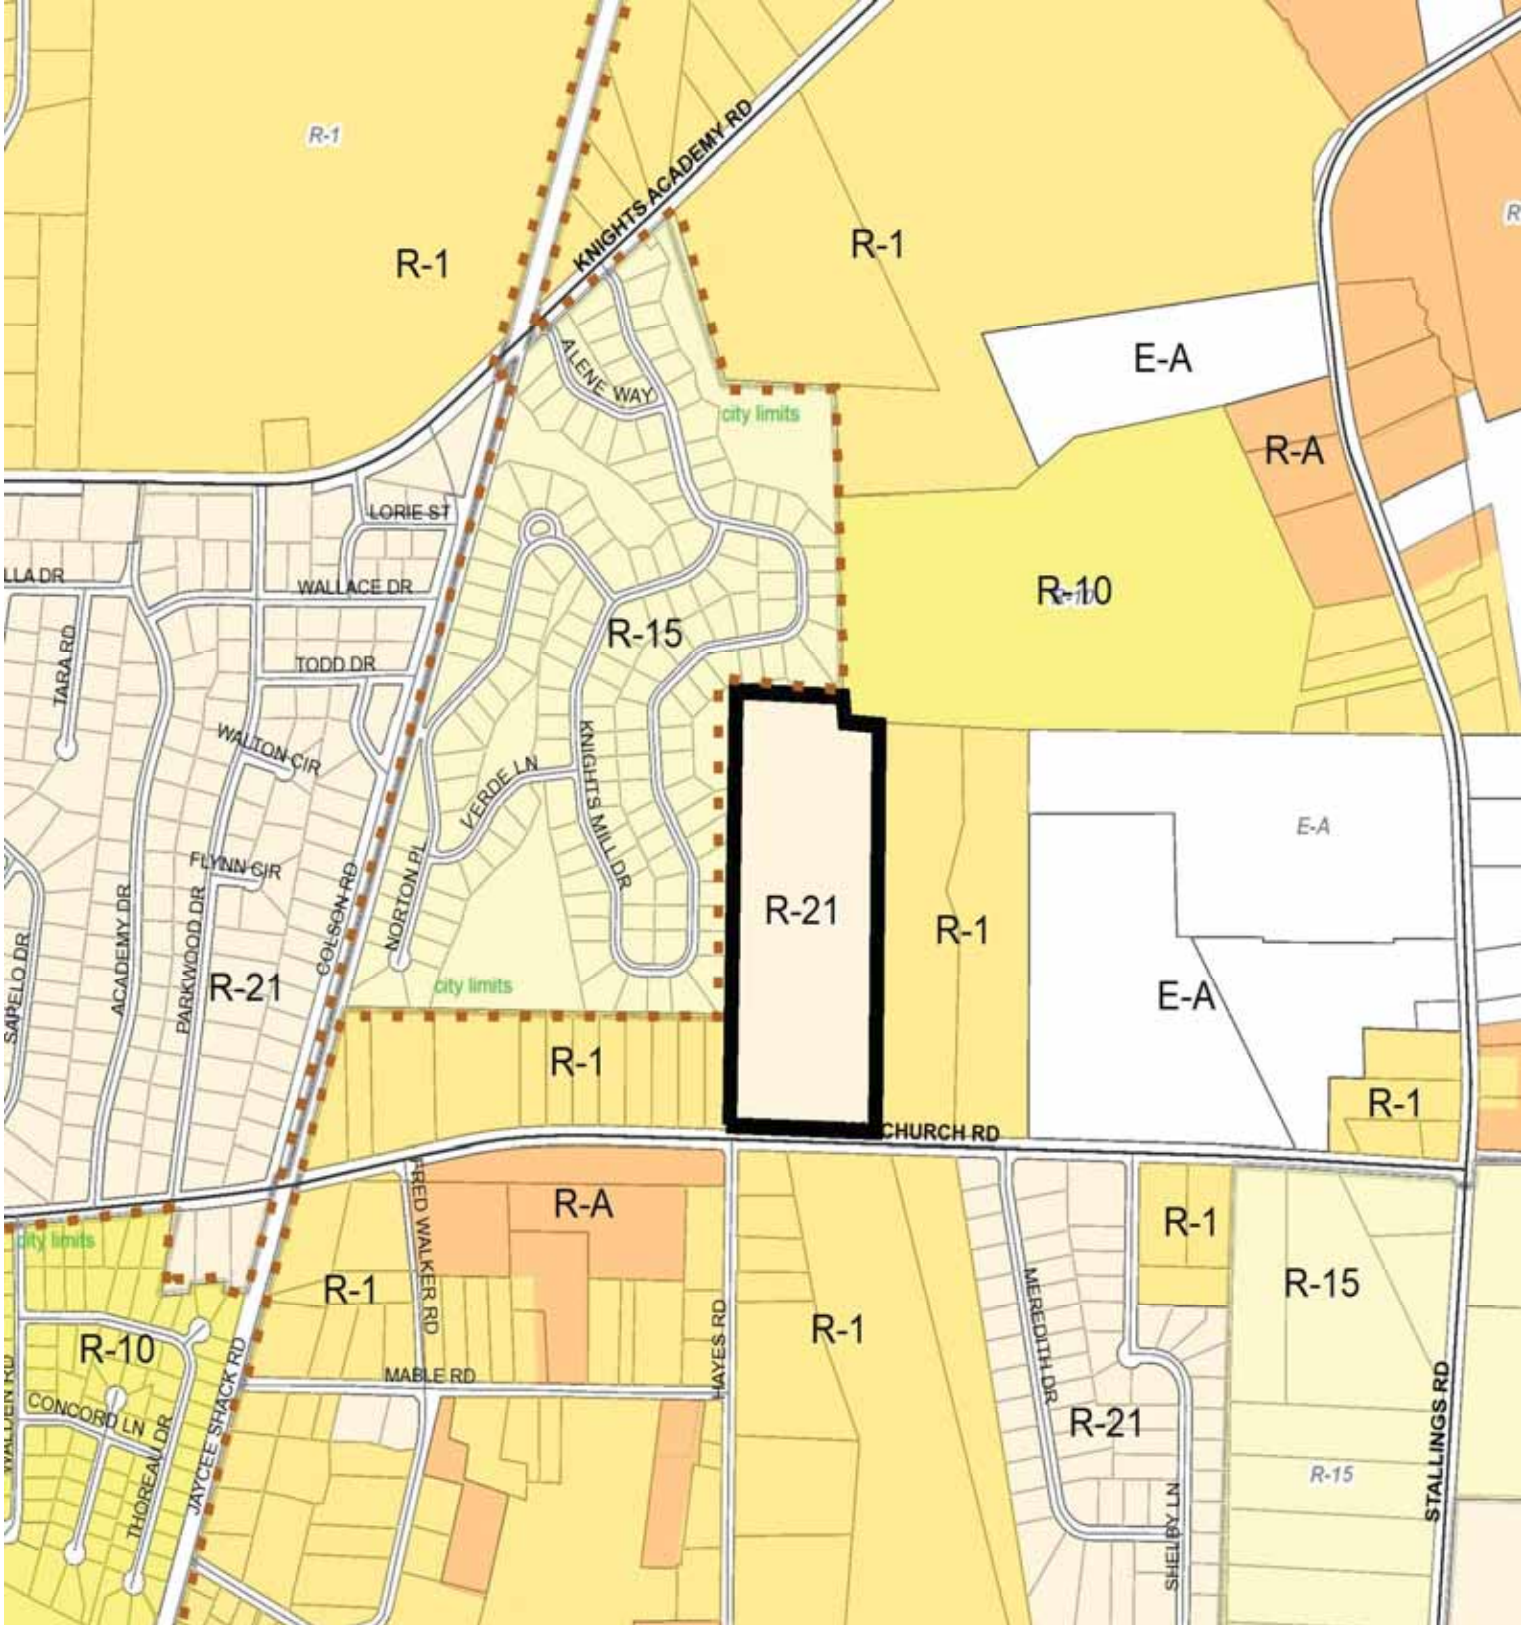 R-1
KNIGHTS ACADEMY RD
R
R-1
R-1
E-A
ALENE WAY
city limits
R-A
LORIE ST
LLA DR
WALLACE DR
R-10
R-15
TARA RD
TODD DR
WALTON CIR
KNIGHTS MILL DR
VERDE LN
E-A
FLYNN CIR
NORTON PL
COLSON RD
R-21
ACADEMY DR
PARKWOOD DR
R-1
SAPELO DR
R-21
city limits
E-A
R-1
R-1
CHURCH RD
R-A
R-1
city limits
FRED WALKER RD
R-1
R-15
R-10
R-1
MEREDITH DR
HAYES RD
MABLE RD
WALDEN RD
CONCORD LN
THOREAU DR
JAYCEE SHACK RD
R-21
R-15
STALLINGS RD
SHELBY LN